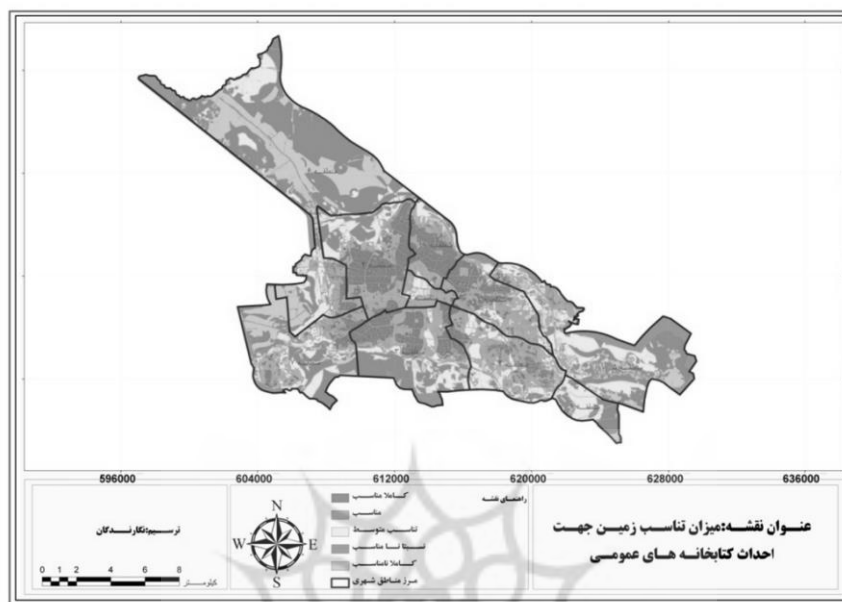 596000 604000 612000 620000 628000 636000
عنوان نقشه:میزان تناسب زمین جهت
احداث کتابخانه های عمومی
راهنمای نقشه
کاملا مناسب
مناسب
تناسب متوسط
نسبتا نا مناسب
کاملا نامناسب
مرز مناطق شهری
N
W E
S
ترسیم:نگارندگان
0 1 2 4 6 8
کیلومتر